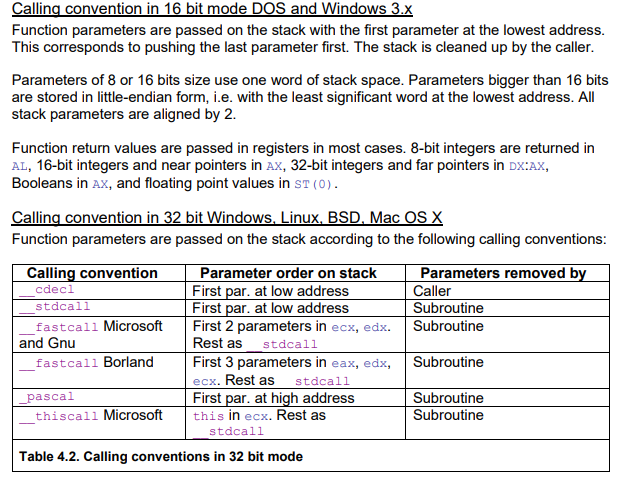 Calling convention in 16 bit mode DOS and Windows 3.x
Function parameters are passed on the stack with the first parameter at the lowest address.
This corresponds to pushing the last parameter first. The stack is cleaned up by the caller.
Parameters of 8 or 16 bits size use one word of stack space. Parameters bigger than 16 bits
are stored in little-endian form, i.e. with the least significant word at the lowest address. All
stack parameters are aligned by 2.
Function return values are passed in registers in most cases. 8-bit integers are returned in
AL, 16-bit integers and near pointers in AX, 32-bit integers and far pointers in DX:AX,
Booleans in AX, and floating point values in ST(0).
Calling convention in 32 bit Windows, Linux, BSD, Mac OS X
Function parameters are passed on the stack according to the following calling conventions:
Calling convention Parameter order on stack Parameters removed by
__cdecl First par. at low address Caller
__stdcall First par. at low address Subroutine
__fastcall Microsoft First 2 parameters in ecx, edx. Subroutine
and Gnu Rest as __stdcall
__fastcall Borland First 3 parameters in eax, edx, Subroutine
ecx. Rest as __stdcall
_pascal First par. at high address Subroutine
__thiscall Microsoft this in ecx. Rest as Subroutine
__stdcall
Table 4.2. Calling conventions in 32 bit mode